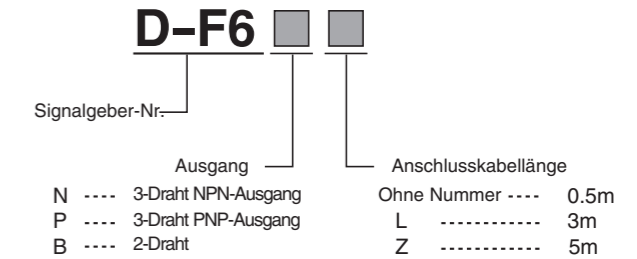 D-F6
Signalgeber-Nr.
Ausgang
N ---- 3-Draht NPN-Ausgang
P ---- 3-Draht PNP-Ausgang
B ---- 2-Draht
Anschlusskabellänge
Ohne Nummer ---- 0.5m
L ------------ 3m
Z ------------ 5m